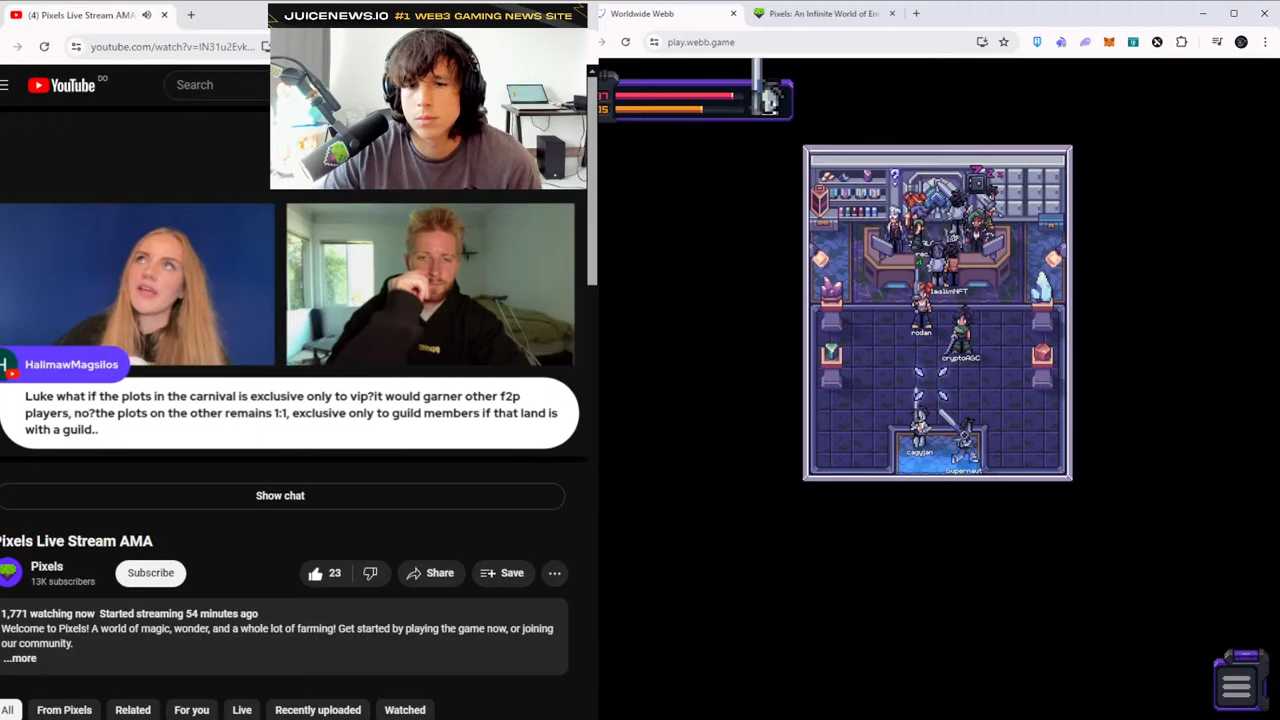 (4) Pixels Live Stream AMA
JUICENEWS.IO #1 WEB3 GAMING NEWS SITE
Worldwide Webb
Pixels: An Infinite World of En
youtube.com/watch?v=IN31u2Evk...
play.webb.game
YouTube DO
Search
HalimawMagsilos
Luke what if the plots in the carnival is exclusive only to vip?it would garner other f2p
players, no?the plots on the other remains 1:1, exclusive only to guild members if that land is
with a guild..
rodan
cryptoAGC
cagyjan
Supernaut
Show chat
Pixels Live Stream AMA
Pixels
13K subscribers
Subscribe
23
Share
Save
1,771 watching now Started streaming 54 minutes ago
Welcome to Pixels! A world of magic, wonder, and a whole lot of farming! Get started by playing the game now, or joining
our community.
...more
All
From Pixels
Related
For you
Live
Recently uploaded
Watched